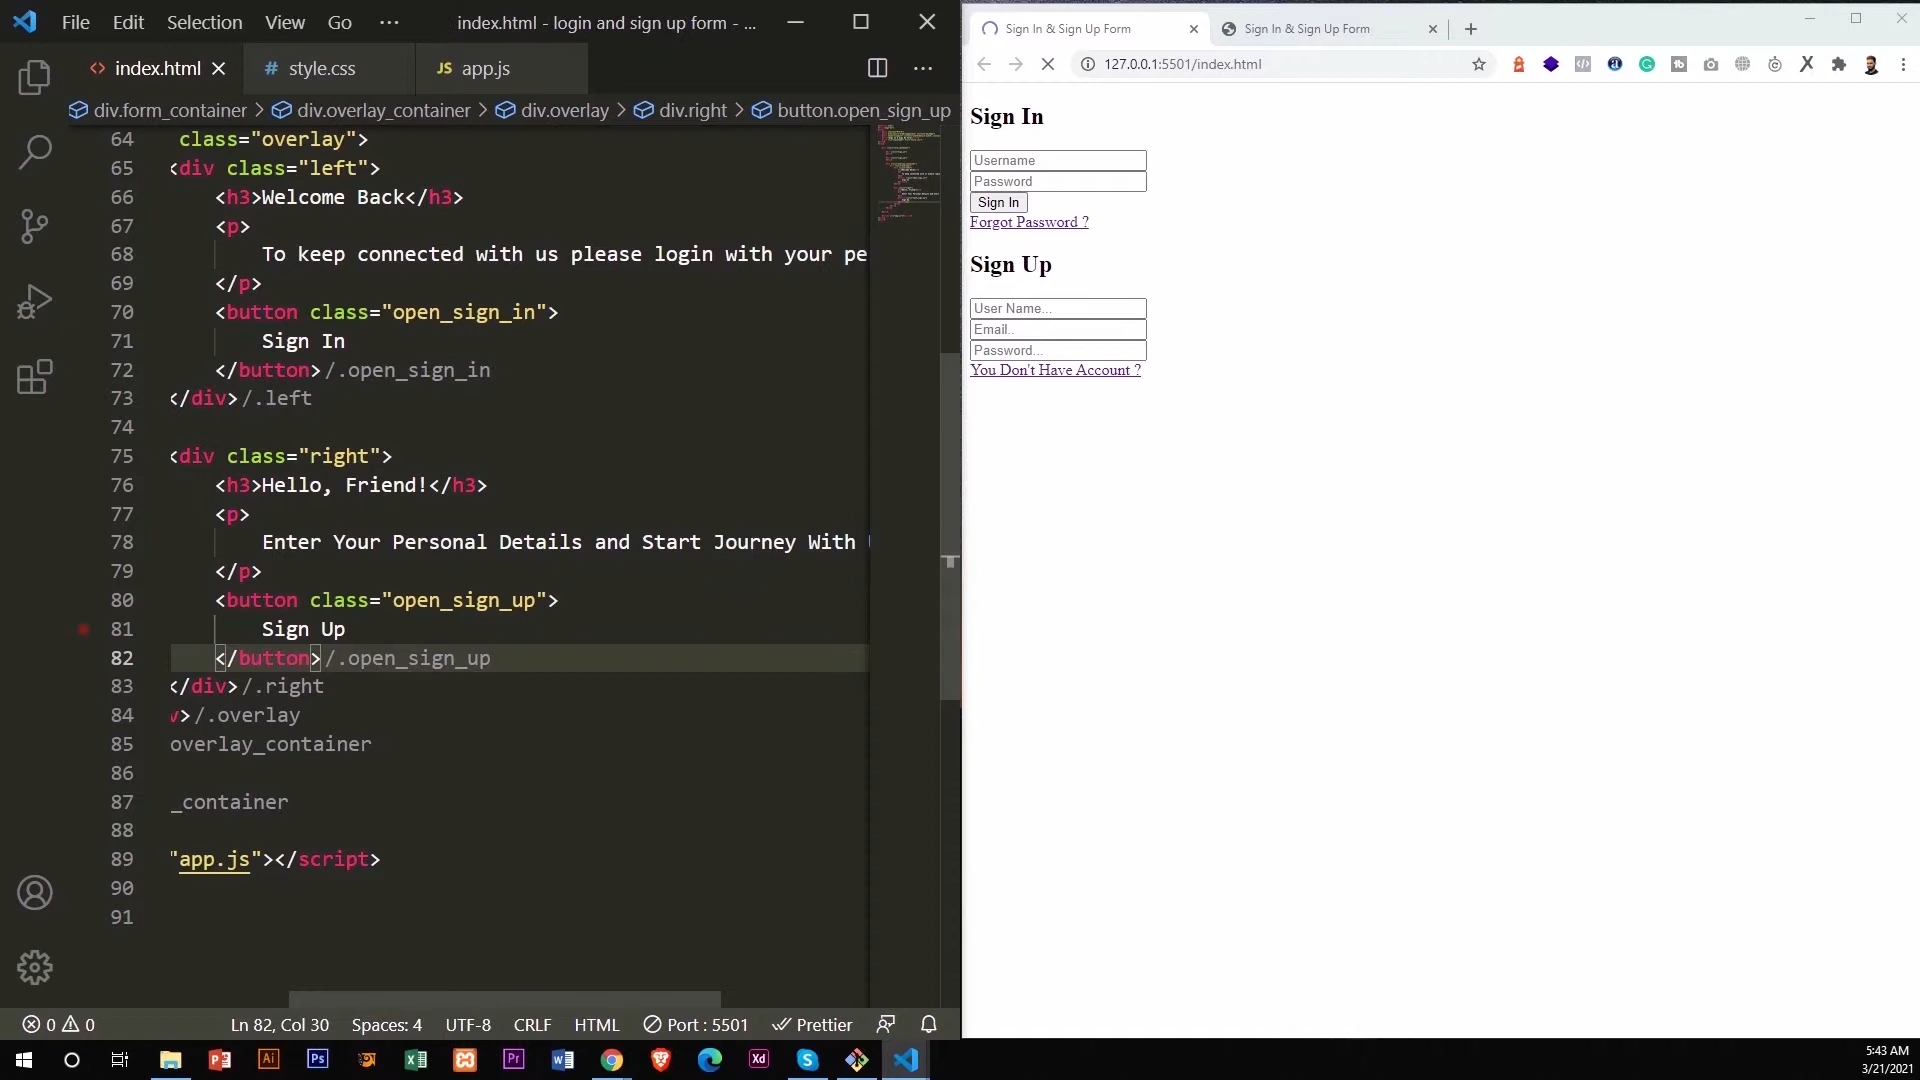 File Edit Selection View Go ··· index.html - login and sign up form - ...
index.html style.css JS app.js
div.form_container > div.overlay_container > div.overlay > div.right > button.open_sign_up
64 class="overlay">
65 <div class="left">
66 <h3>Welcome Back</h3>
67 <p>
68 To keep connected with us please login with your pe
69 </p>
70 <button class="open_sign_in">
71 Sign In
72 </button>/.open_sign_in
73 </div>/.left
74
75 <div class="right">
76 <h3>Hello, Friend!</h3>
77 <p>
78 Enter Your Personal Details and Start Journey With
79 </p>
80 <button class="open_sign_up">
81 Sign Up
82 </button>/.open_sign_up
83 </div>/.right
84 v>/.overlay
85 overlay_container
86
87 _container
88
89 "app.js"></script>
90
91
0 0 Ln 82, Col 30 Spaces: 4 UTF-8 CRLF HTML Port : 5501 Prettier
Sign In & Sign Up Form Sign In & Sign Up Form
127.0.0.1:5501/index.html
Sign In
Username
Password
Sign In
Forgot Password ?
Sign Up
User Name...
Email..
Password...
You Don't Have Account ?
Ai Ps Pr Xd
5:43 AM
3/21/2021